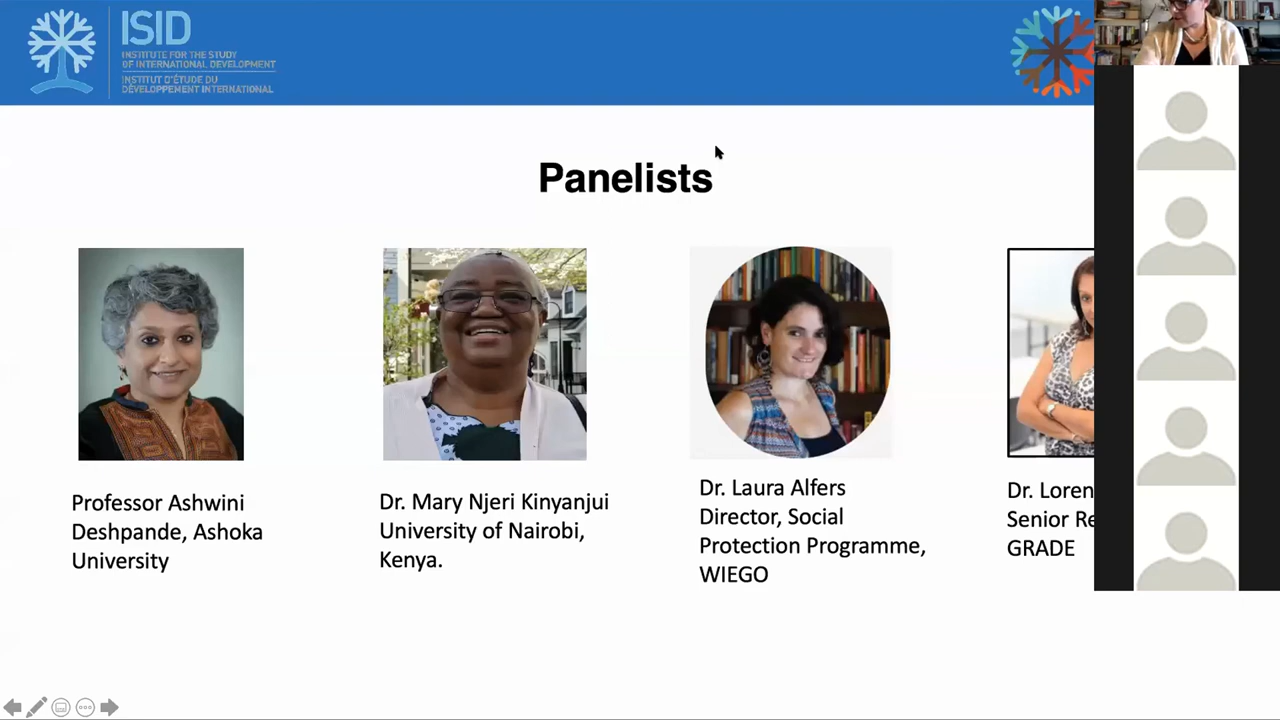 ISID
INSTITUTE FOR THE STUDY
OF INTERNATIONAL DEVELOPMENT
INSTITUT D'ÉTUDE DU
DÉVELOPPEMENT INTERNATIONAL
Panelists
Professor Ashwini
Deshpande, Ashoka
University
Dr. Mary Njeri Kinyanjui
University of Nairobi,
Kenya.
Dr. Laura Alfers
Director, Social
Protection Programme,
WIEGO
Dr. Loren
Senior Re
GRADE